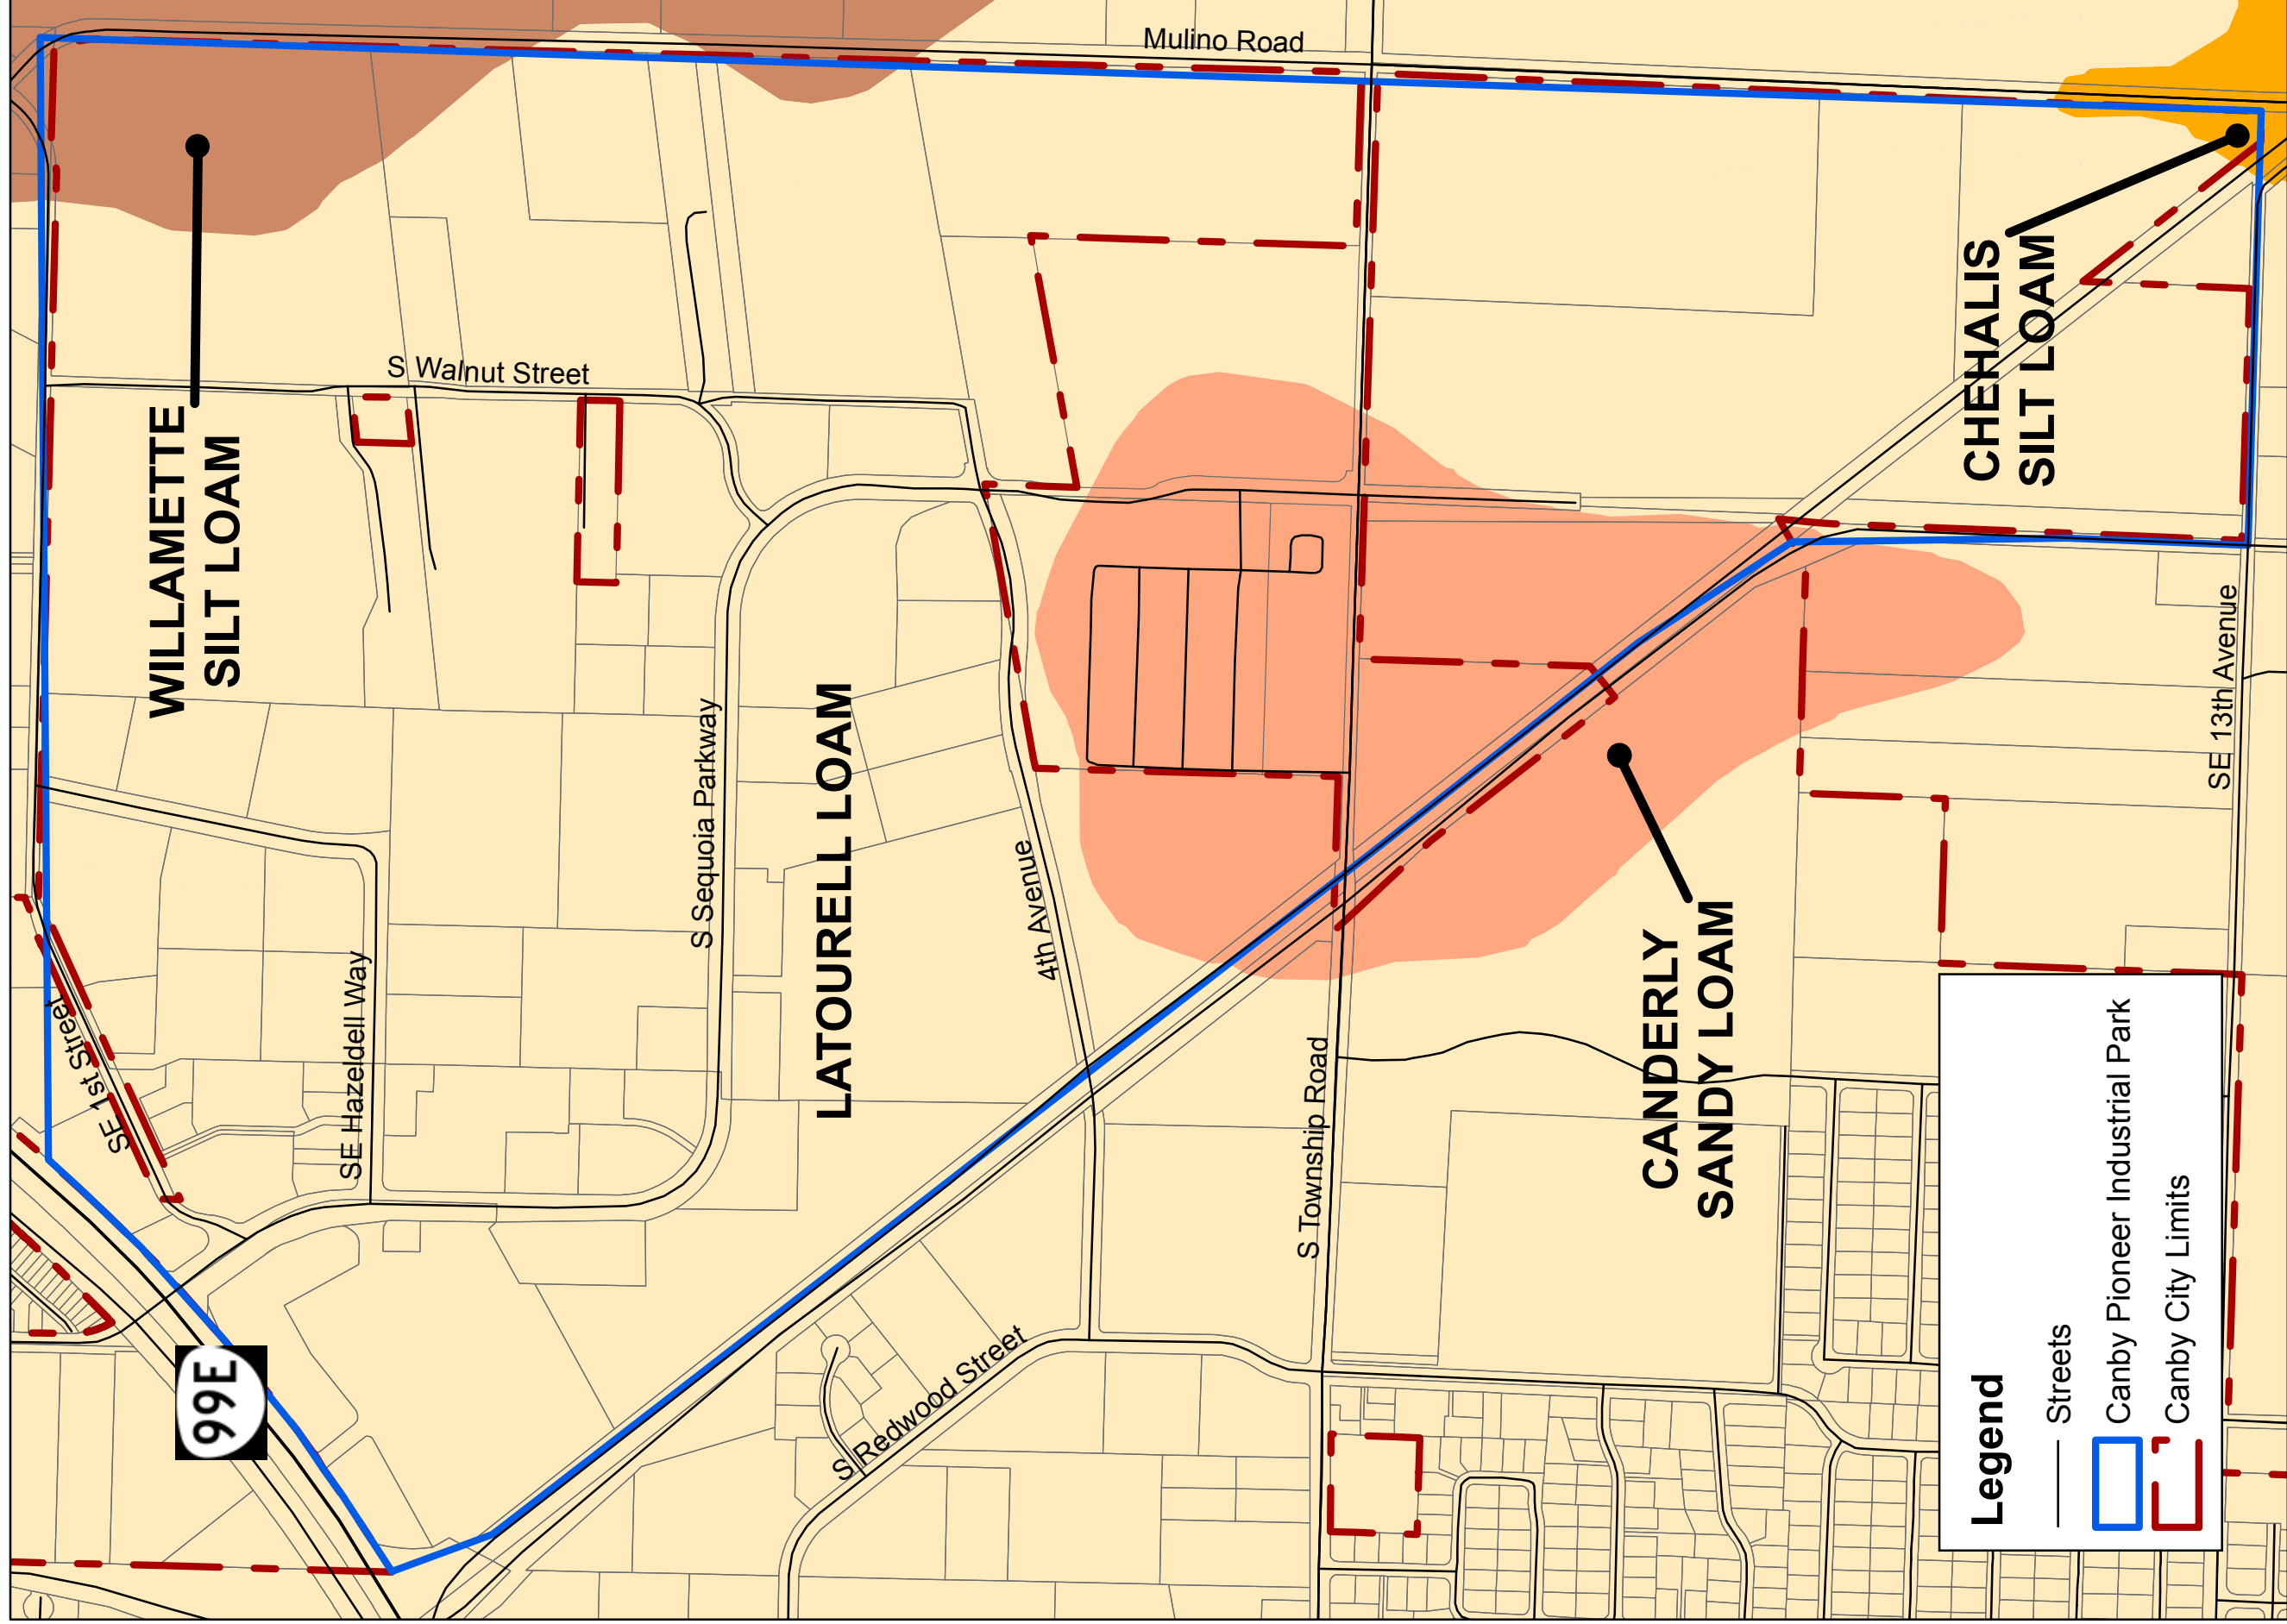 Mulino Road
S Walnut Street
WILLAMETTE
SILT LOAM
CHEHALIS
SILT LOAM
S Sequoia Parkway
LATOURELL LOAM
4th Avenue
SE 13th Avenue
SE 1st Street
SE Hazeldell Way
S Township Road
CANDERLY
SANDY LOAM
S Redwood Street
99E
Legend
Streets
Canby Pioneer Industrial Park
Canby City Limits